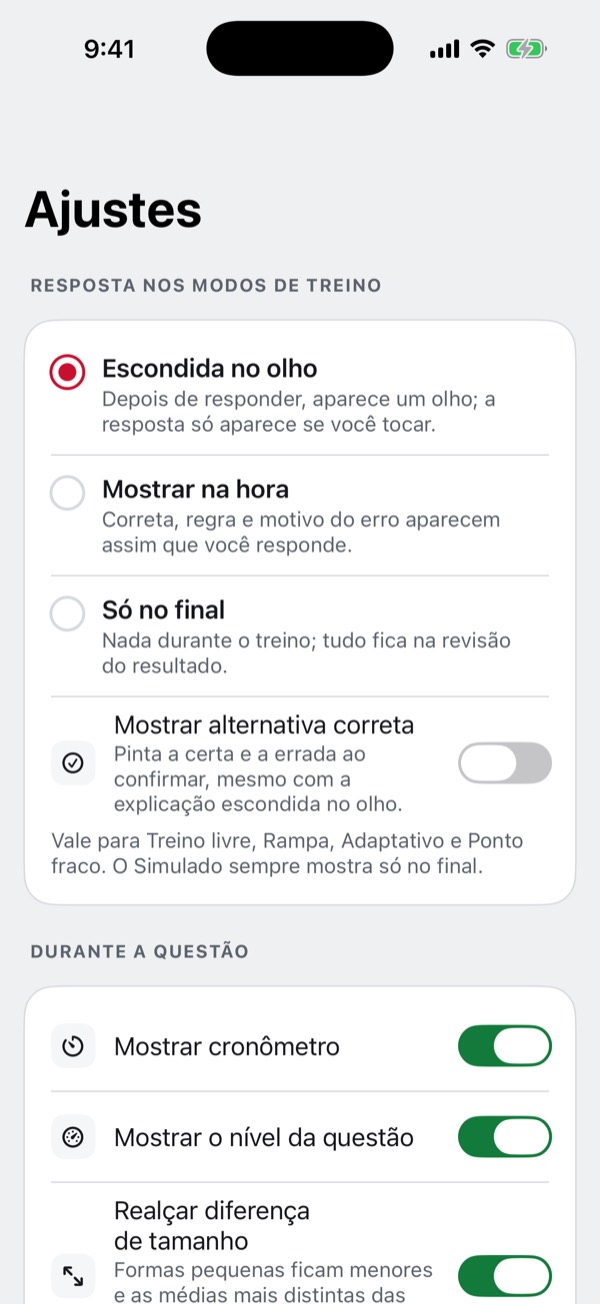 9:41
Ajustes
RESPOSTA NOS MODOS DE TREINO
Escondida no olho
Depois de responder, aparece um olho; a
resposta só aparece se você tocar.
Mostrar na hora
Correta, regra e motivo do erro aparecem
assim que você responde.
Só no final
Nada durante o treino; tudo fica na revisão
do resultado.
Mostrar alternativa correta
Pinta a certa e a errada ao
confirmar, mesmo com a
explicação escondida no olho.
Vale para Treino livre, Rampa, Adaptativo e Ponto
fraco. O Simulado sempre mostra só no final.
DURANTE A QUESTÃO
Mostrar cronômetro
Mostrar o nível da questão
Realçar diferença
de tamanho
Formas pequenas ficam menores
e as médias mais distintas das